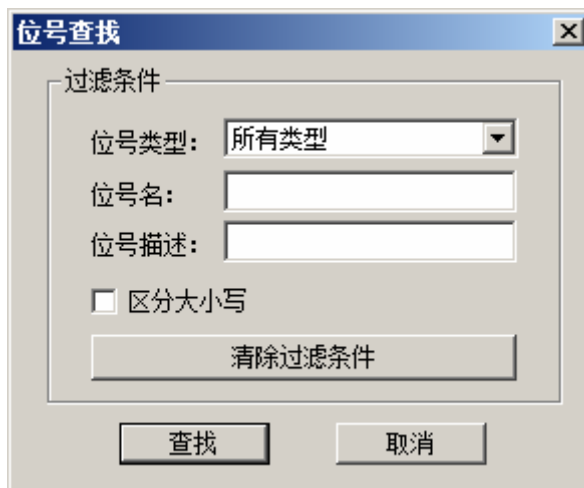 位号查找
过滤条件
位号类型: 所有类型
位号名:
位号描述:
区分大小写
清除过滤条件
查找 取消